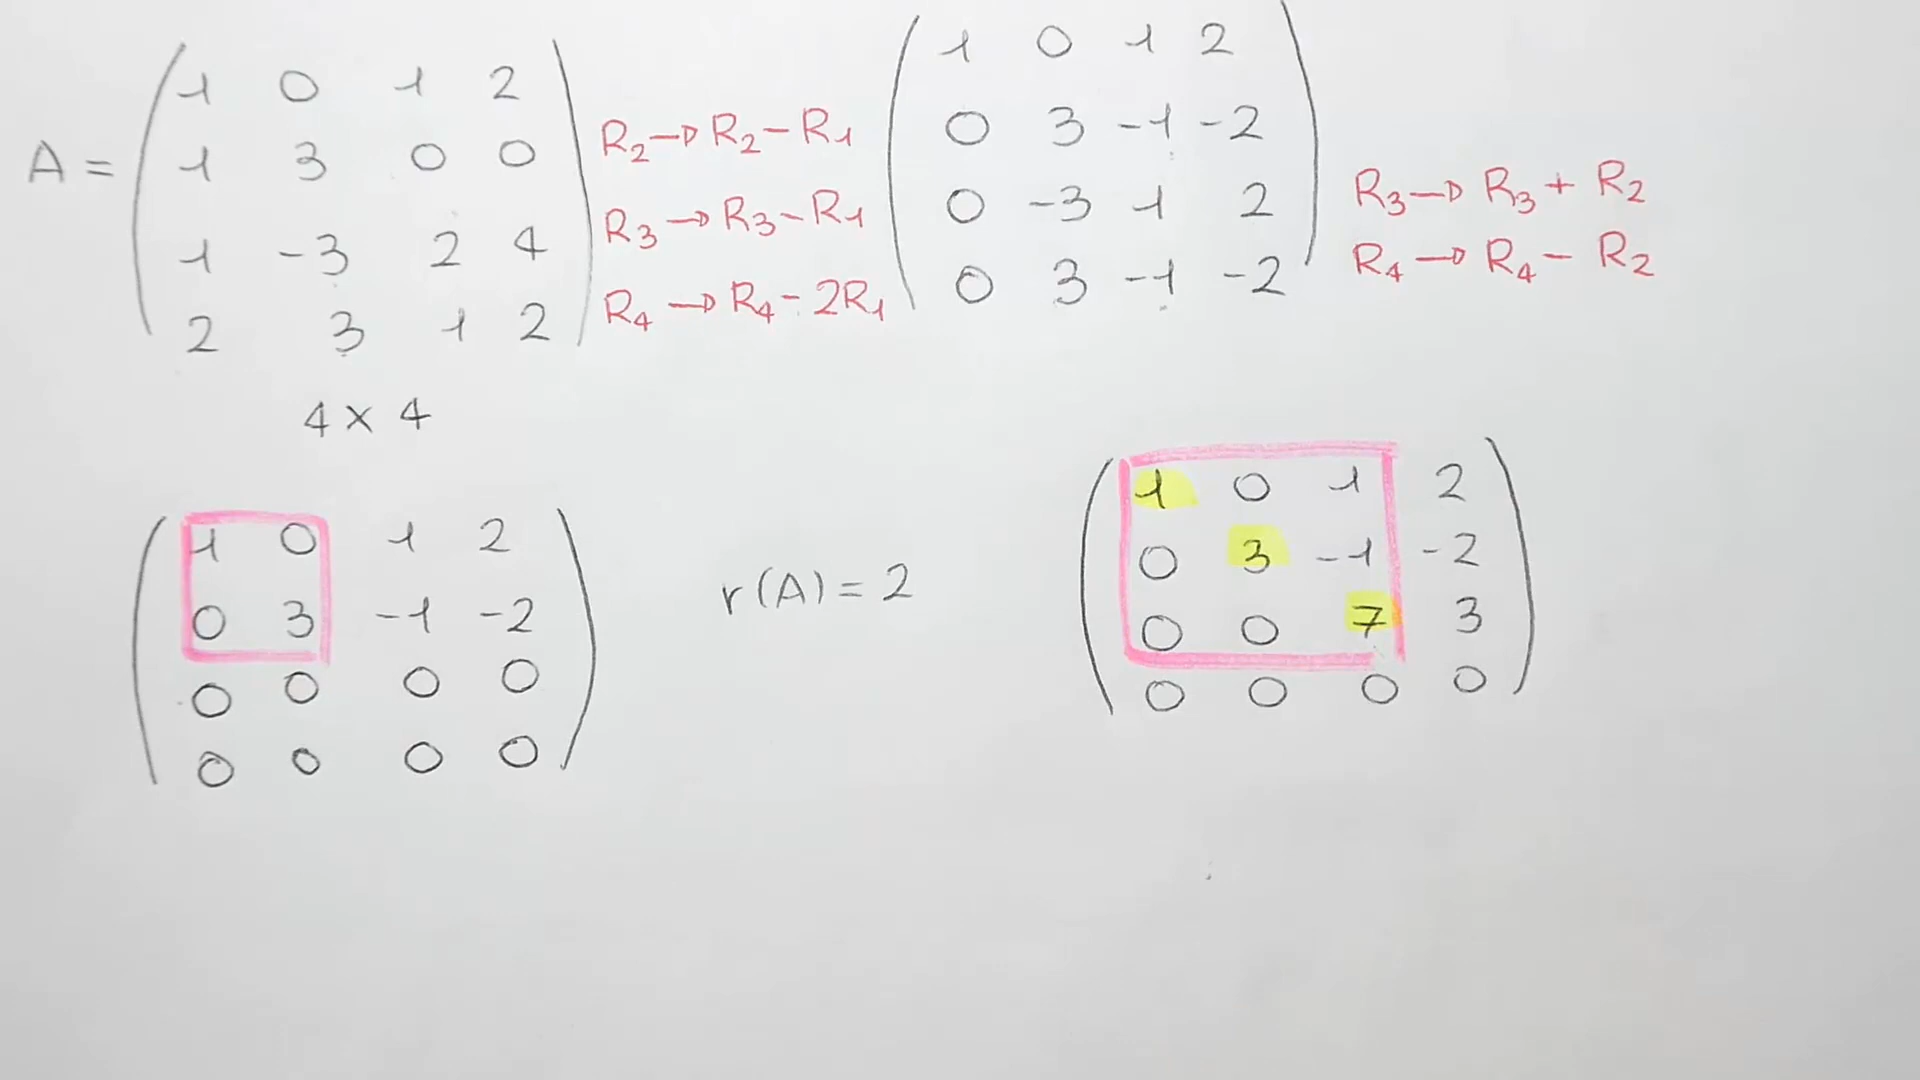 A = ( 1 0 1 2
1 3 0 0
1 -3 2 4
2 3 1 2 )
4 x 4
R2 → R2 - R1
R3 → R3 - R1
R4 → R4 - 2R1
( 1 0 1 2
0 3 -1 -2
0 -3 1 2
0 3 -1 -2 )
R3 → R3 + R2
R4 → R4 - R2
( 1 0 1 2
0 3 -1 -2
0 0 0 0
0 0 0 0 )
r(A) = 2
( 1 0 1 2
0 3 -1 -2
0 0 7 3
0 0 0 0 )